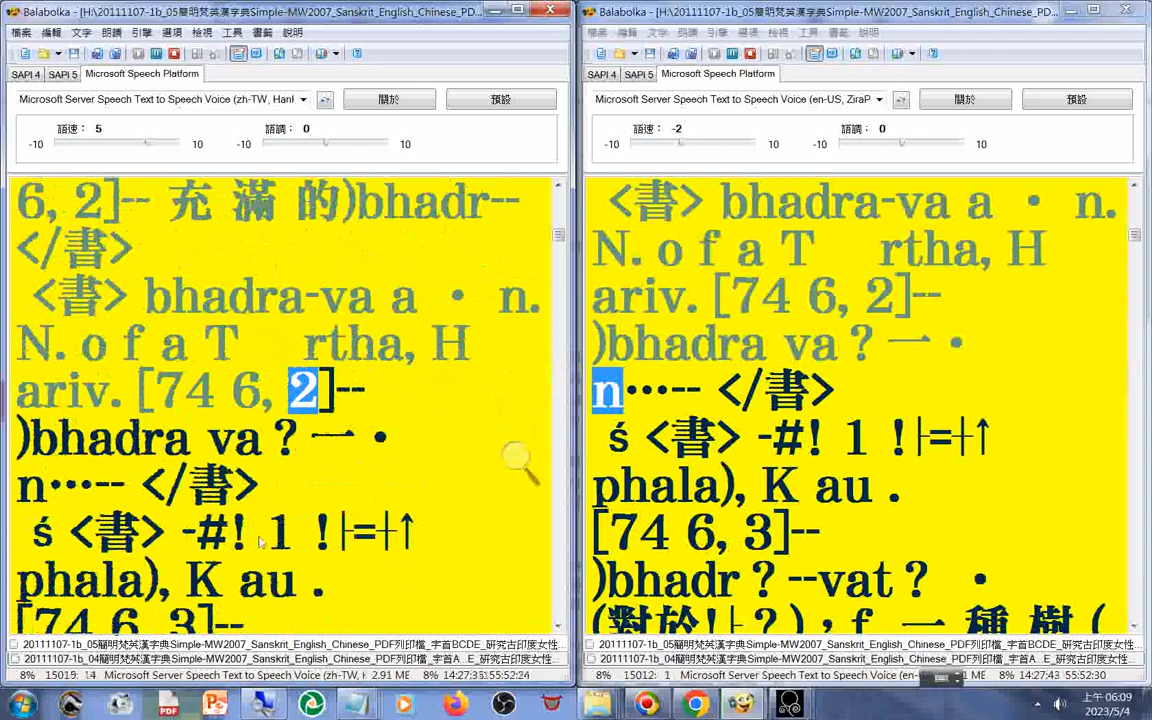 Balabolka - [H:\20111107-1b_05簡明梵英漢字典Simple-MW2007_Sanskrit_English_Chinese_PD...
檔案 編輯 文字 朗讀 引擎 選項 檢視 工具 書籤 說明
SAPI 4 SAPI 5 Microsoft Speech Platform
Microsoft Server Speech Text to Speech Voice (zh-TW, Hanl 關於 預設
語速： 5 語調： 0
-10 10 -10 10
6, 2]-- 充 滿 的)bhadr--
</書>
<書> bhadra-va a • n.
N. o f a T rtha, H
ariv. [74 6, 2]--
)bhadra va？一 •
n…-- </書>
ś <書> -#! 1 !├=┼↑
phala), K au .
[74 6, 3]--
20111107-1b_05簡明梵英漢字典Simple-MW2007_Sanskrit_English_Chinese_PDF列印檔_字首BCDE_研究古印度女性...
20111107-1b_04簡明梵英漢字典Simple-MW2007_Sanskrit_English_Chinese_PDF列印檔_字首A...E_研究古印度女性...
8% 15019: 14 Microsoft Server Speech Text to Speech Voice (zh-TW, 2.91 MB 8% 14:27:35:55:52:24
Balabolka - [H:\20111107-1b_05簡明梵英漢字典Simple-MW2007_Sanskrit_English_Chinese_PD...
檔案 編輯 文字 朗讀 引擎 選項 檢視 工具 書籤 說明
SAPI 4 SAPI 5 Microsoft Speech Platform
Microsoft Server Speech Text to Speech Voice (en-US, ZiraP 關於 預設
語速： -2 語調： 0
-10 10 -10 10
<書> bhadra-va a • n.
N. o f a T rtha, H
ariv. [74 6, 2]--
)bhadra va？一 •
n…-- </書>
ś <書> -#! 1 !├=┼↑
phala), K au .
[74 6, 3]--
)bhadr？--vat？ •
(對於!├？)，f 一 種 樹 (
20111107-1b_05簡明梵英漢字典Simple-MW2007_Sanskrit_English_Chinese_PDF列印檔_字首BCDE_研究古印度女性...
20111107-1b_04簡明梵英漢字典Simple-MW2007_Sanskrit_English_Chinese_PDF列印檔_字首A...E_研究古印度女性...
8% 15012: 1 Microsoft Server Speech Text to Speech Voice (en-U MB 8% 14:27:43:55:52:30
上午 06:09
2023/5/4